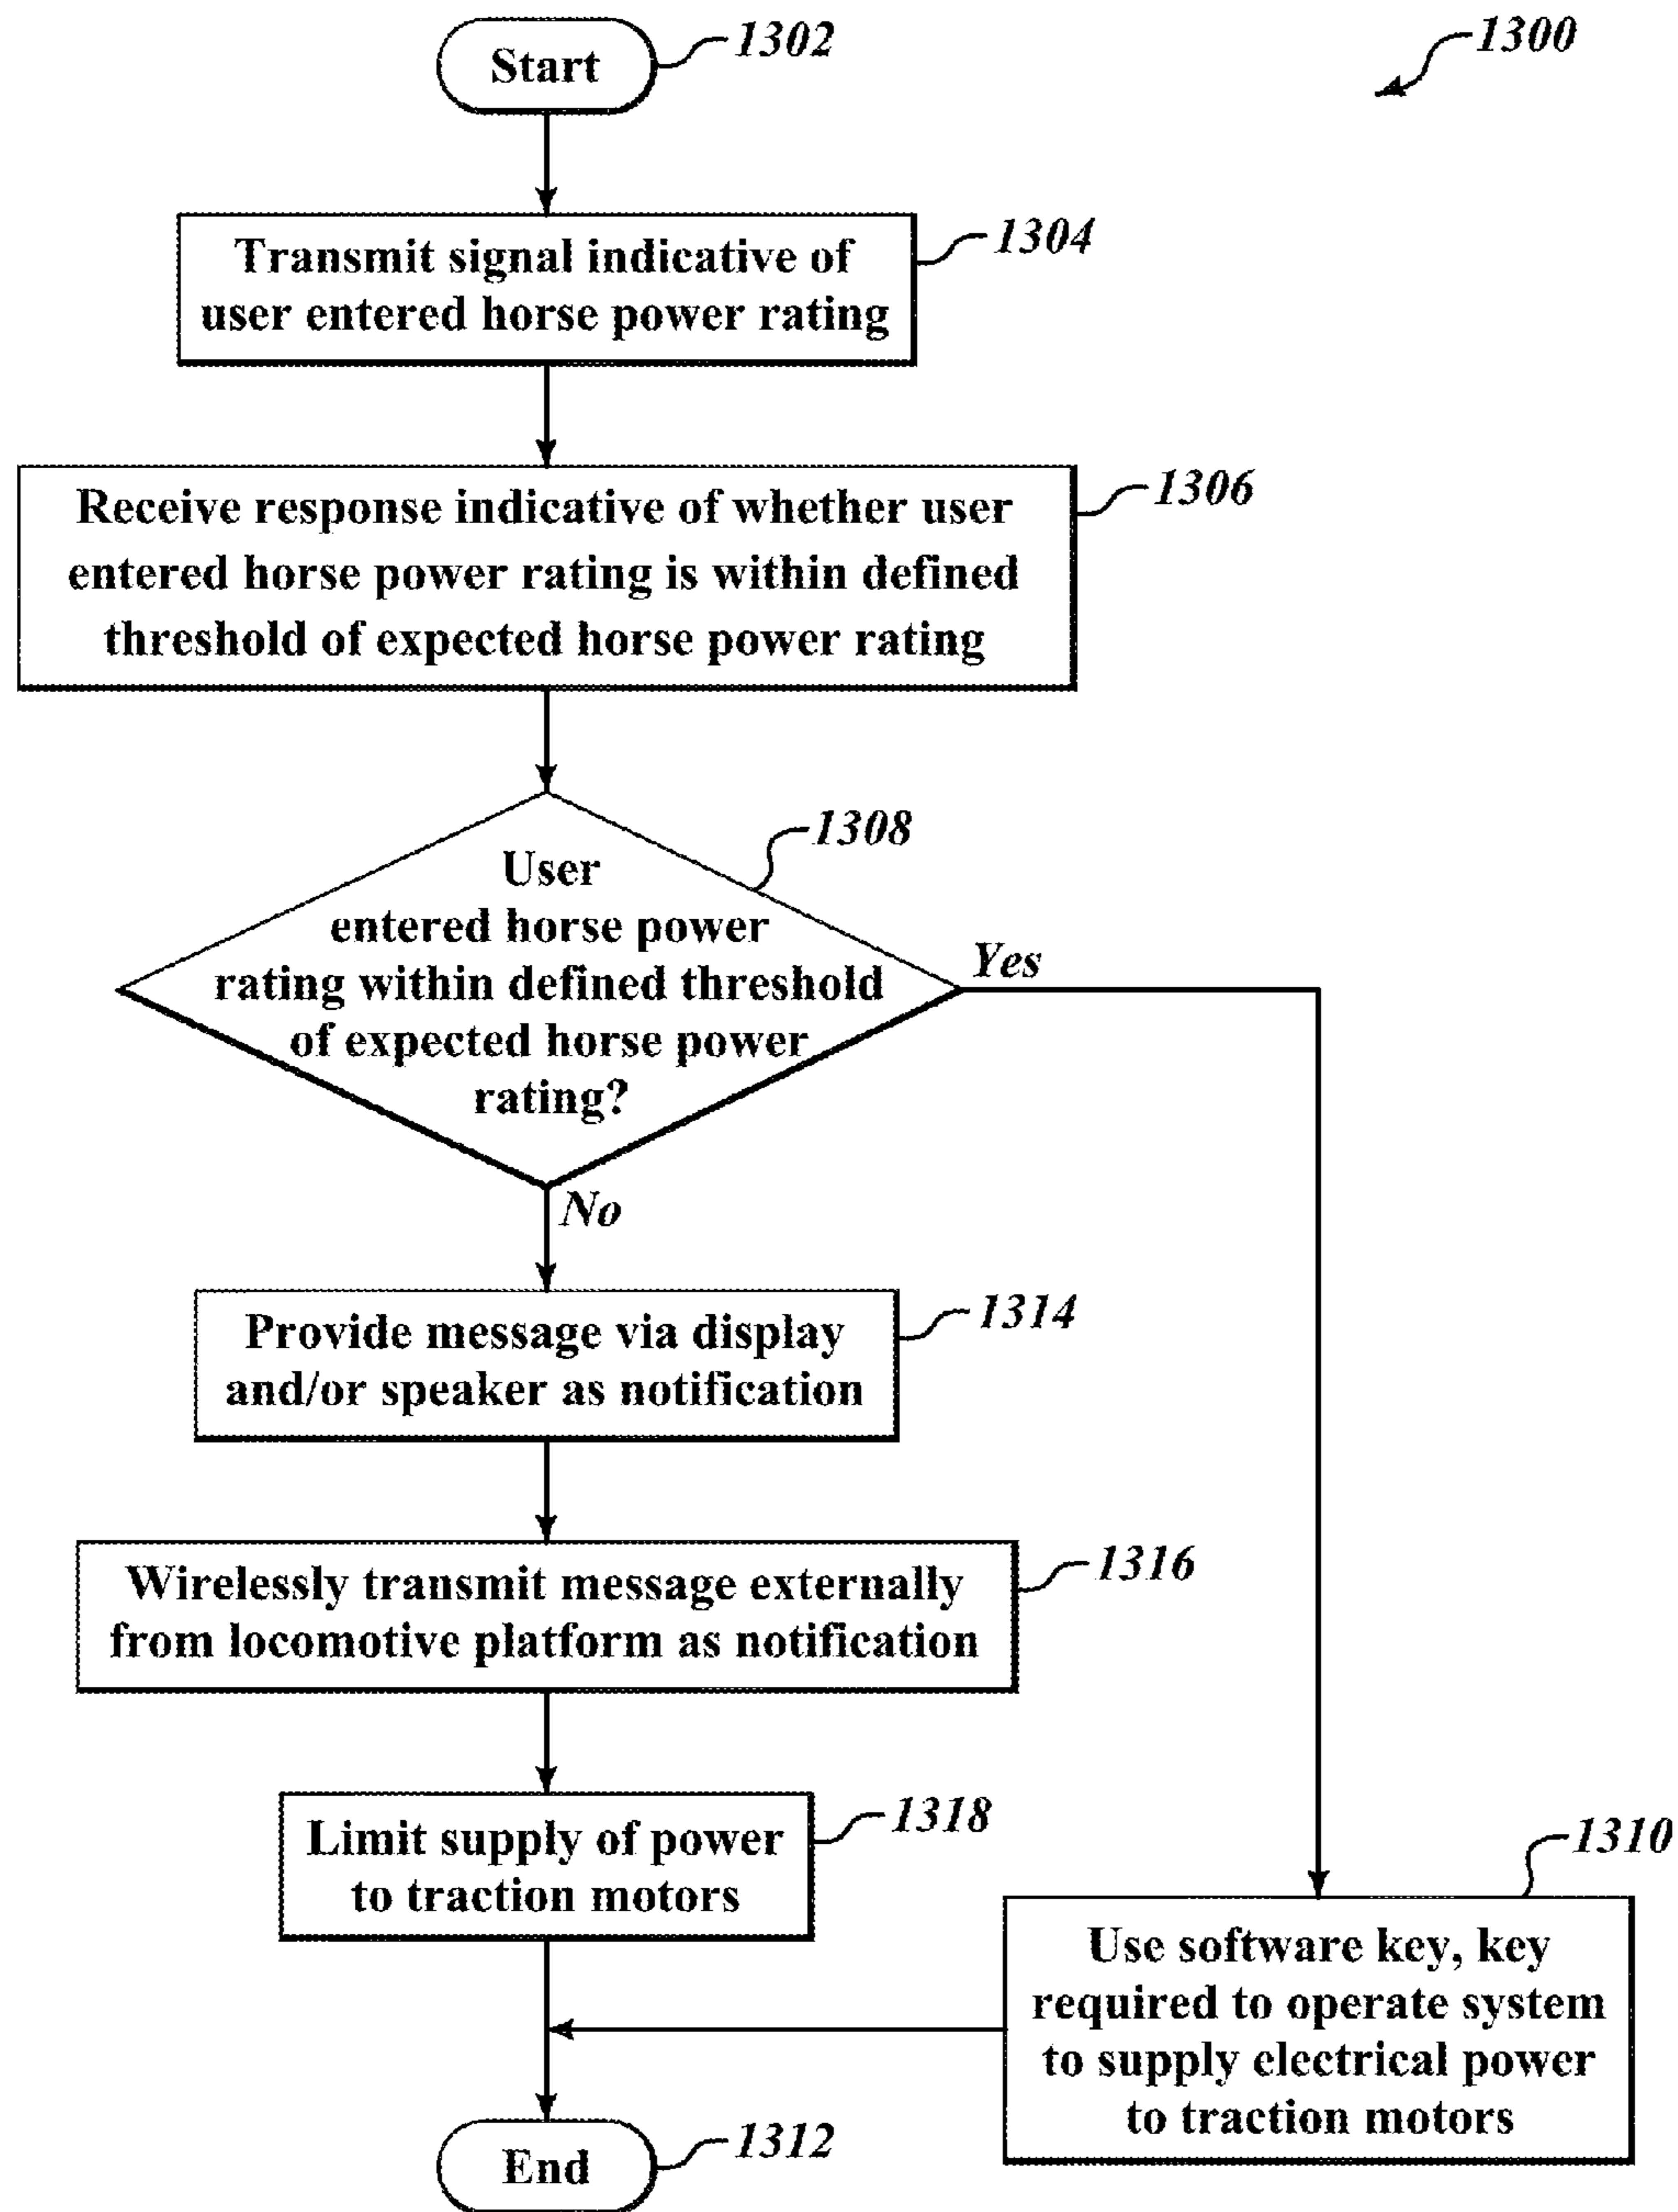 Start
1302
1300
Transmit signal indicative of
user entered horse power rating
1304
Receive response indicative of whether user
entered horse power rating is within defined
threshold of expected horse power rating
1306
User
entered horse power
rating within defined threshold
of expected horse power
rating?
1308
Yes
No
Provide message via display
and/or speaker as notification
1314
Wirelessly transmit message externally
from locomotive platform as notification
1316
Limit supply of power
to traction motors
1318
1310
Use software key, key
required to operate system
to supply electrical power
to traction motors
End
1312